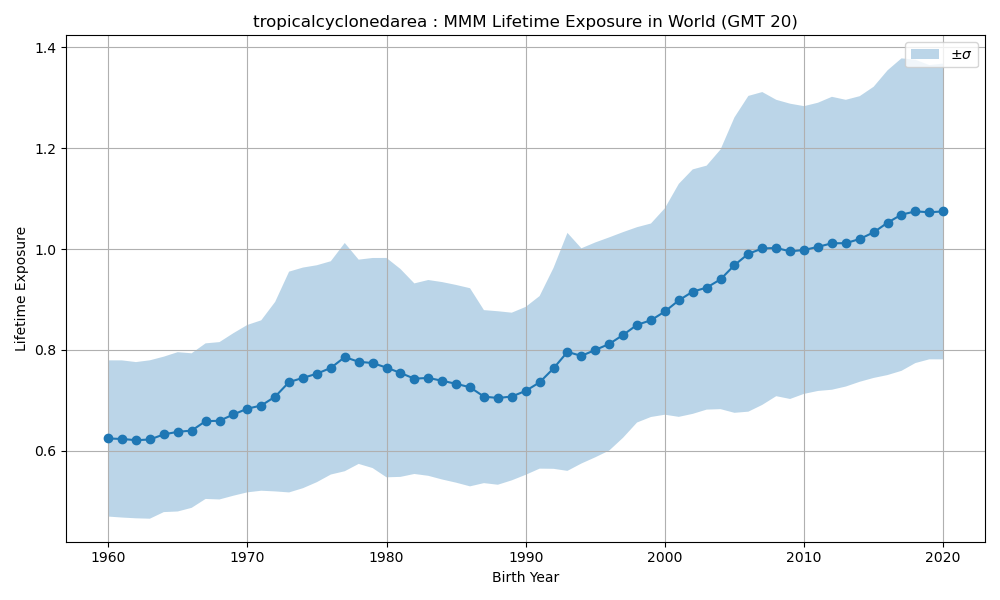 tropicalcyclonedarea : MMM Lifetime Exposure in World (GMT 20)
±σ
1.4
1.2
1.0
0.8
0.6
Lifetime Exposure
1960 1970 1980 1990 2000 2010 2020
Birth Year